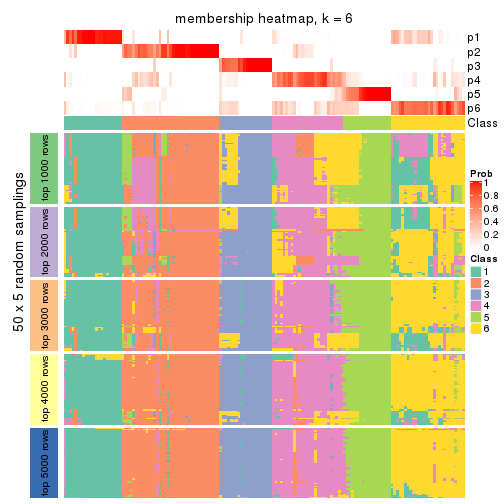 membership heatmap, k = 6
p1
p2
p3
p4
p5
p6
Class
50 x 5 random samplings
top 1000 rows
top 2000 rows
top 3000 rows
top 4000 rows
top 5000 rows
Prob
1
0.8
0.6
0.4
0.2
0
Class
1
2
3
4
5
6